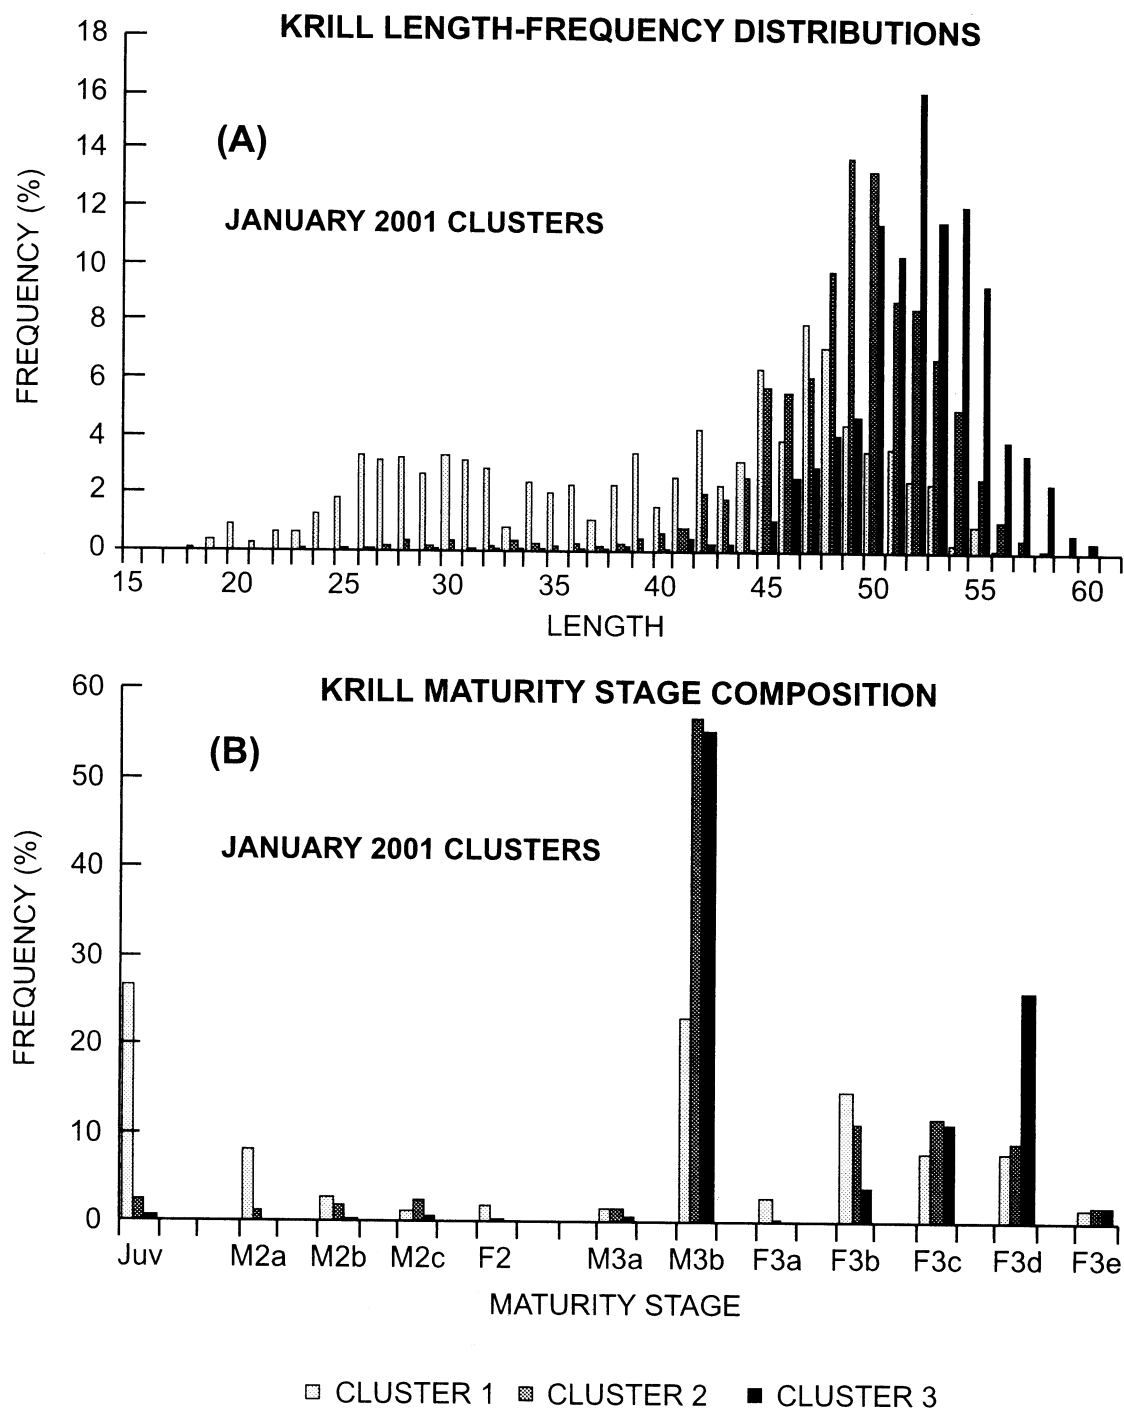 KRILL LENGTH-FREQUENCY DISTRIBUTIONS
(A)
JANUARY 2001 CLUSTERS
FREQUENCY (%)
18
16
14
12
10
8
6
4
2
0
15 20 25 30 35 40 45 50 55 60
LENGTH
KRILL MATURITY STAGE COMPOSITION
(B)
JANUARY 2001 CLUSTERS
FREQUENCY (%)
60
50
40
30
20
10
0
Juv M2a M2b M2c F2 M3a M3b F3a F3b F3c F3d F3e
MATURITY STAGE
CLUSTER 1 CLUSTER 2 CLUSTER 3